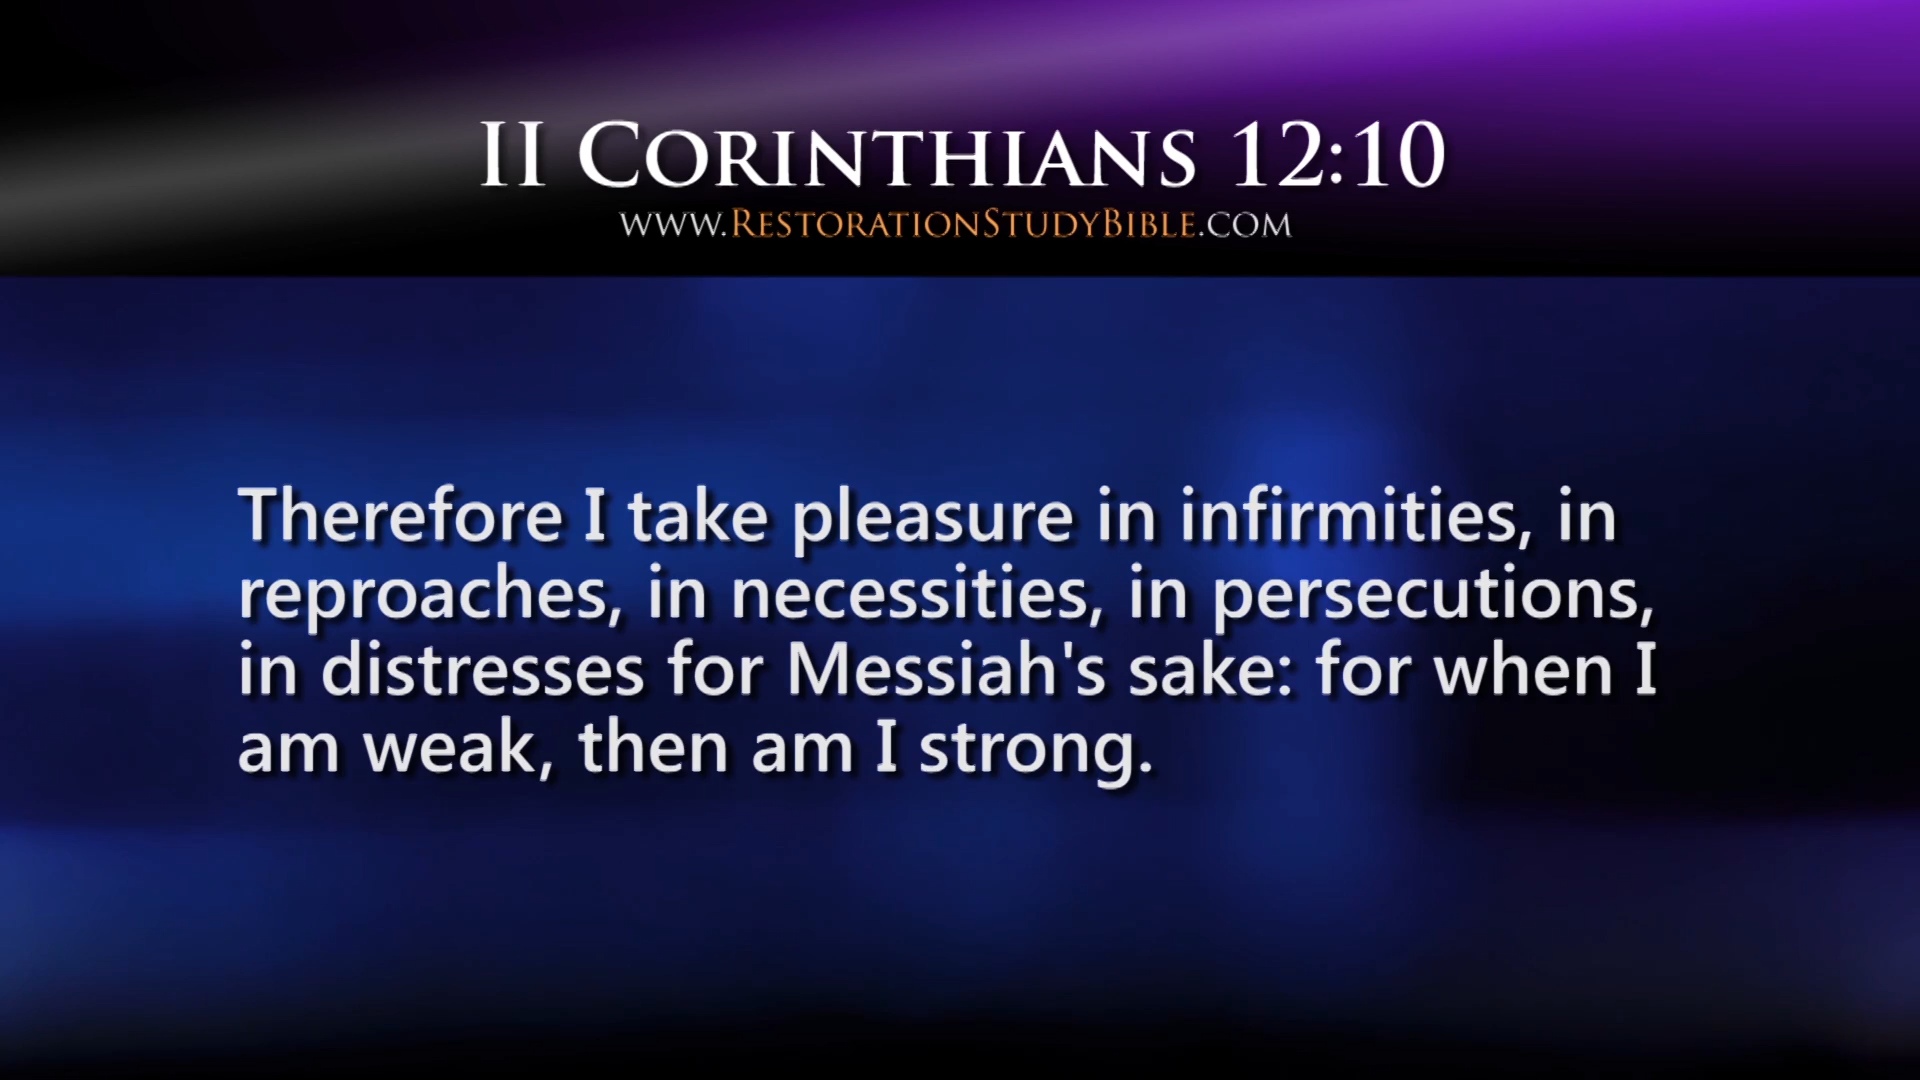 II Corinthians 12:10
www.RestorationStudyBible.com
Therefore I take pleasure in infirmities, in
reproaches, in necessities, in persecutions,
in distresses for Messiah's sake: for when I
am weak, then am I strong.